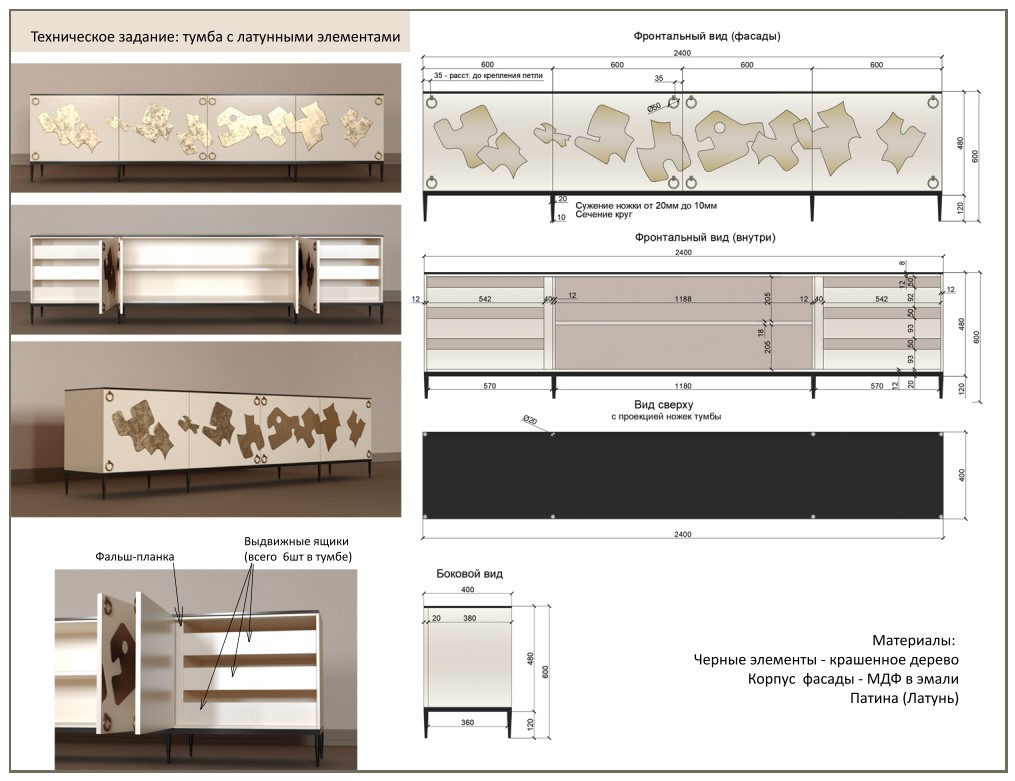 Техническое задание: тумба с латунными элементами
Фронтальный вид (фасады)
2400
600 600 600 600
35 - расст. до крепления петли
35
Ø60
480
600
120
20
10
Сужение ножки от 20мм до 10мм
Сечение круг
Фронтальный вид (внутри)
2400
8
12 50
12 542 40 12 1188 205 12 40 542 92 12
50
18
93
480
600
205
50
93
570 1180 570 12 20
120
Вид сверху
с проекцией ножек тумбы
Ø20
400
2400
Выдвижные ящики
Фальш-планка (всего 6шт в тумбе)
Боковой вид
400
20 380
480
600
360
120
Материалы:
Черные элементы - крашенное дерево
Корпус фасады - МДФ в эмали
Патина (Латунь)